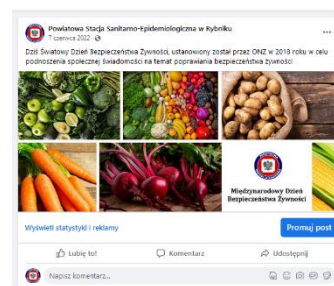 Powiatowa Stacja Sanitarno-Epidemiologiczna w Rybniku
7 czerwca 2022
Dziś Światowy Dzień Bezpieczeństwa Żywności, ustanowiony został przez ONZ w 2018 roku w celu
podnoszenia społecznej świadomości na temat poprawiania bezpieczeństwa żywności
Międzynarodowy Dzień
Bezpieczeństwa Żywności
Wyświetl statystyki i reklamy
Promuj post
Lubię to!
Komentarz
Udostępnij
Napisz komentarz...